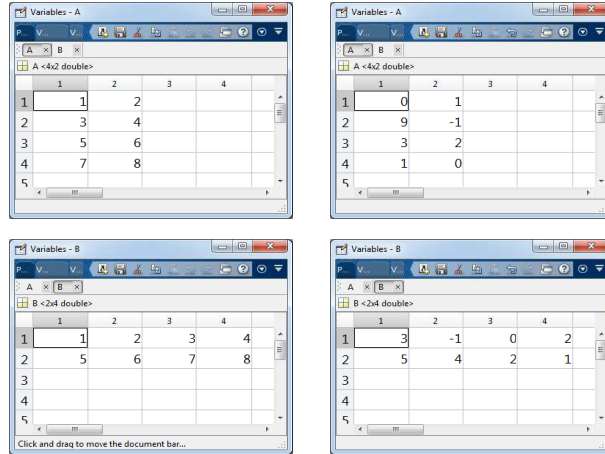 Variables - A
P... V... V...
A × B ×
A <4x2 double>
1 2 3 4
1 1 2
2 3 4
3 5 6
4 7 8
5
Variables - A
P... V... V...
A × B ×
A <4x2 double>
1 2 3 4
1 0 1
2 9 -1
3 3 2
4 1 0
5
Variables - B
P... V... V...
A × B ×
B <2x4 double>
1 2 3 4
1 1 2 3 4
2 5 6 7 8
3
4
5
Click and drag to move the document bar...
Variables - B
P... V... V...
A × B ×
B <2x4 double>
1 2 3 4
1 3 -1 0 2
2 5 4 2 1
3
4
5